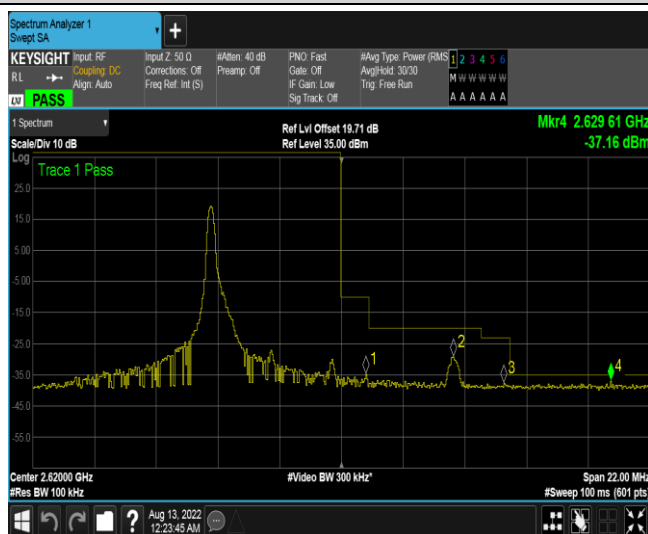 Spectrum Analyzer 1
Swept SA
+
KEYSIGHT Input: RF Input Z: 50 Ω #Atten: 40 dB PNO: Fast #Avg Type: Power (RMS 1 2 3 4 5 6
R L Coupling: DC Corrections: Off Preamp: Off Gate: Off Avg|Hold: 30/30 M W W W W W
Align: Auto Freq Ref: Int (S) IF Gain: Low Trig: Free Run
LXI PASS Sig Track: Off A A A A A A
1 Spectrum
Ref Lvl Offset 19.71 dB Mkr4 2.629 61 GHz
Scale/Div 10 dB Ref Level 35.00 dBm -37.16 dBm
Log
Trace 1 Pass
25.0
15.0
5.00
-5.00
-15.0
-25.0
-35.0
-45.0
-55.0
1
2
3
4
Center 2.62000 GHz #Video BW 300 kHz* Span 22.00 MHz
#Res BW 100 kHz #Sweep 100 ms (601 pts)
? Aug 13, 2022
12:23:45 AM